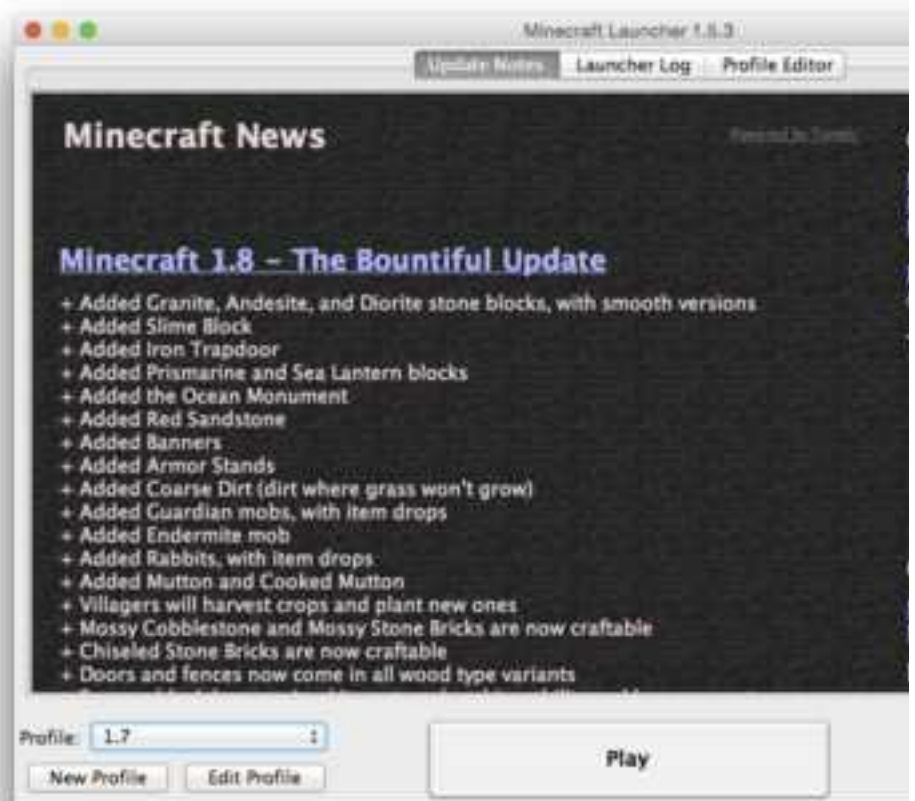 Minecraft Launcher 1.5.3
Update Notes Launcher Log Profile Editor
Minecraft News
Powered by Tumblr
Minecraft 1.8 – The Bountiful Update
+ Added Granite, Andesite, and Diorite stone blocks, with smooth versions
+ Added Slime Block
+ Added Iron Trapdoor
+ Added Prismarine and Sea Lantern blocks
+ Added the Ocean Monument
+ Added Red Sandstone
+ Added Banners
+ Added Armor Stands
+ Added Coarse Dirt (dirt where grass won't grow)
+ Added Guardian mobs, with item drops
+ Added Endermite mob
+ Added Rabbits, with item drops
+ Added Mutton and Cooked Mutton
+ Villagers will harvest crops and plant new ones
+ Mossy Cobblestone and Mossy Stone Bricks are now craftable
+ Chiseled Stone Bricks are now craftable
+ Doors and fences now come in all wood type variants
Profile: 1.7
Play
New Profile Edit Profile